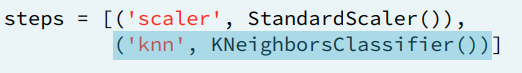 steps = [('scaler', StandardScaler()),
('knn', KNeighborsClassifier())]